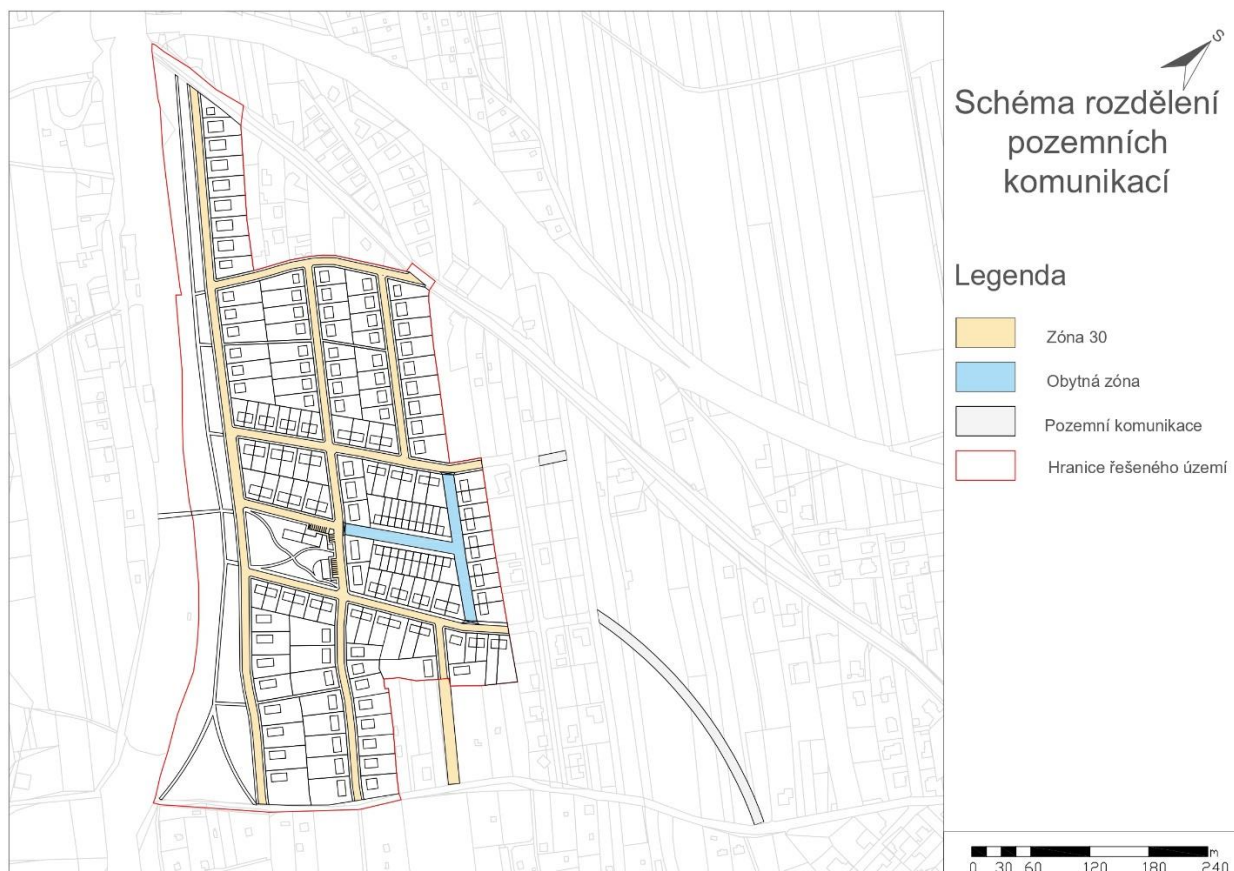 S
Schéma rozdělení
pozemních
komunikací
Legenda
Zóna 30
Obytná zóna
Pozemní komunikace
Hranice řešeného území
m
0 30 60 120 180 240